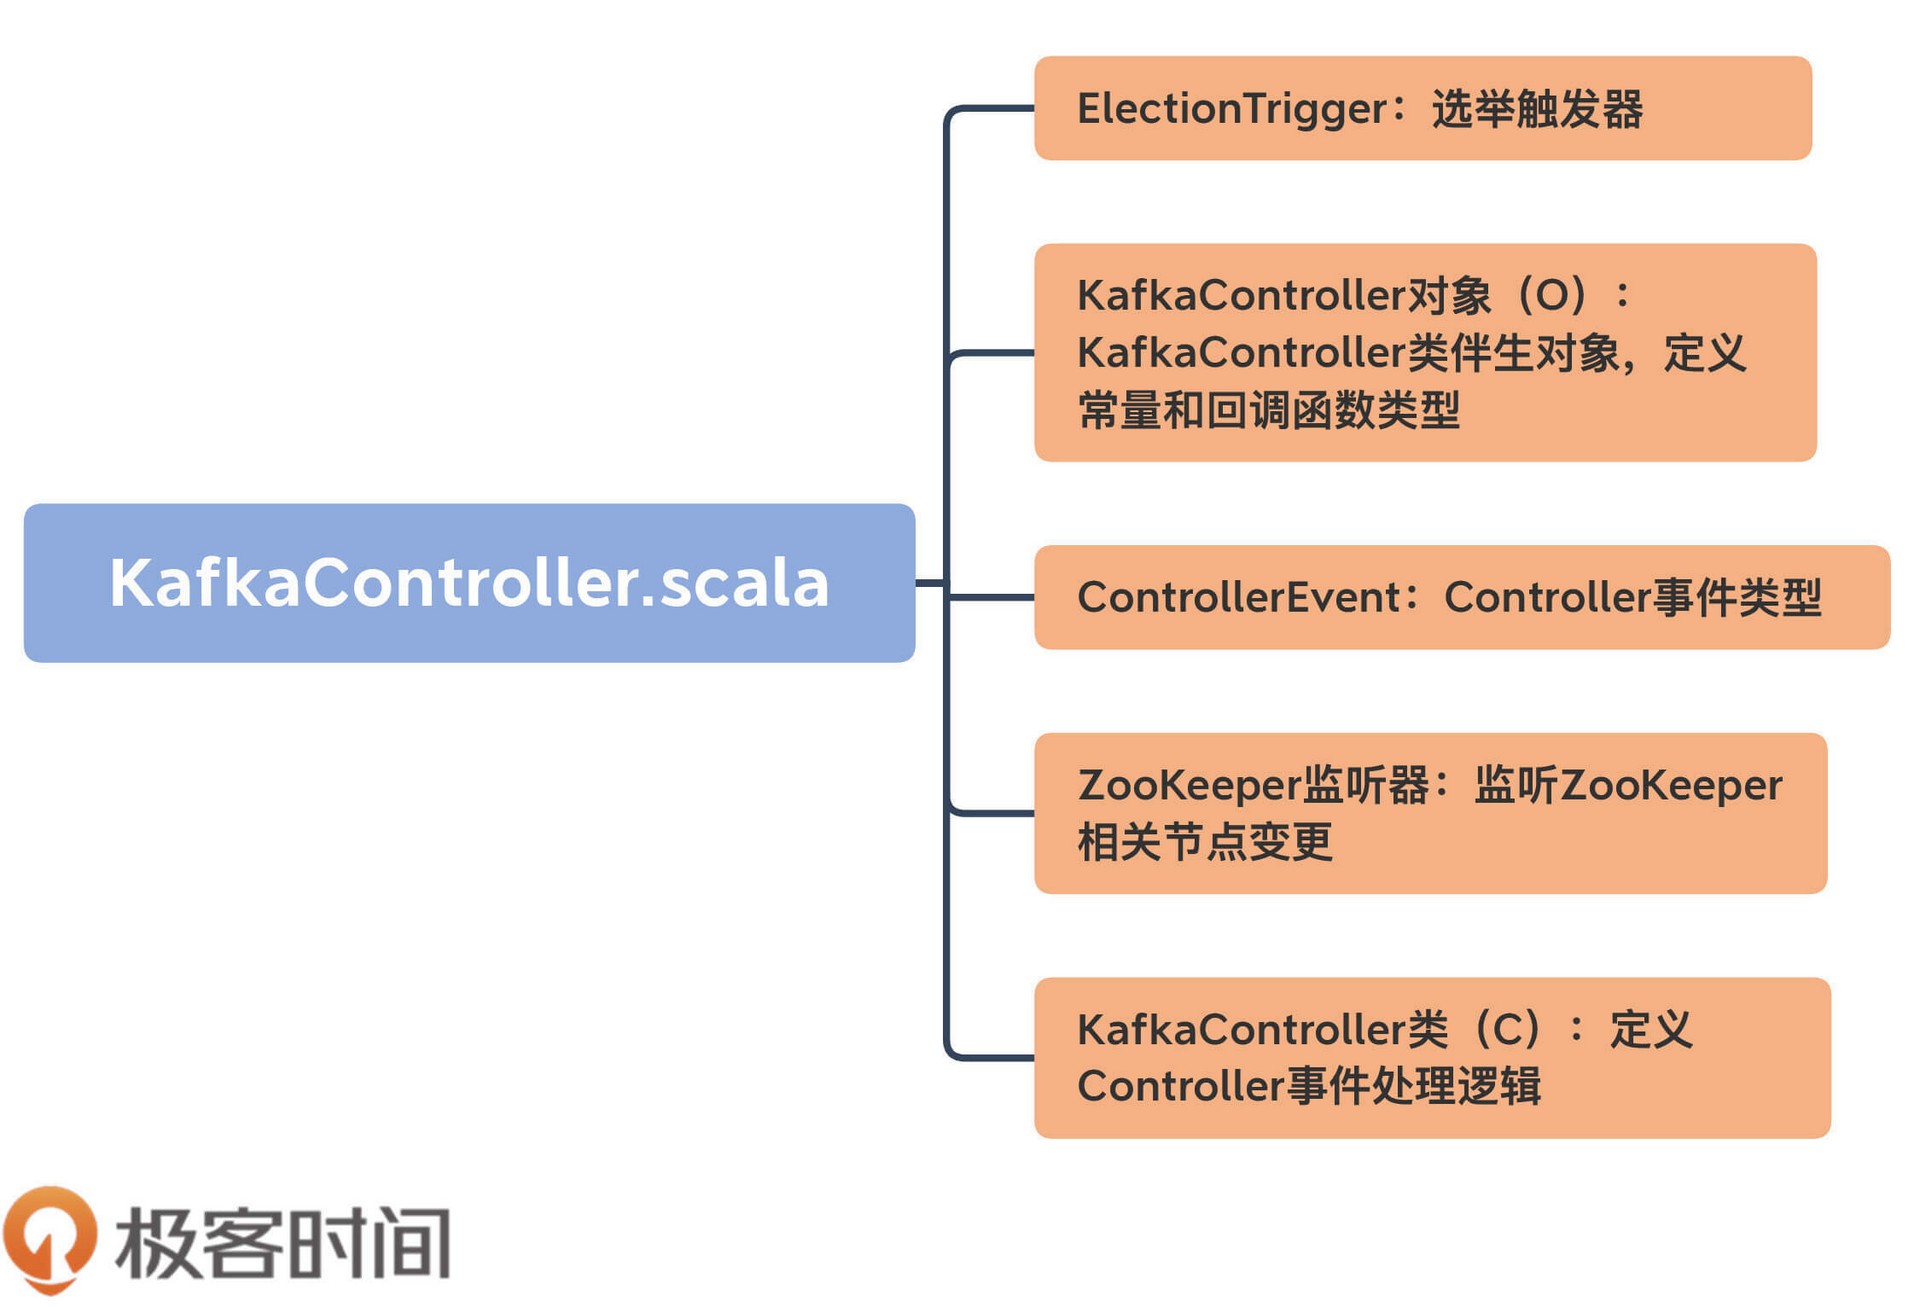 ElectionTrigger：选举触发器
KafkaController对象（O）：
KafkaController类伴生对象，定义
常量和回调函数类型
KafkaController.scala
ControllerEvent：Controller事件类型
ZooKeeper监听器：监听ZooKeeper
相关节点变更
KafkaController类（C）：定义
Controller事件处理逻辑
极客时间